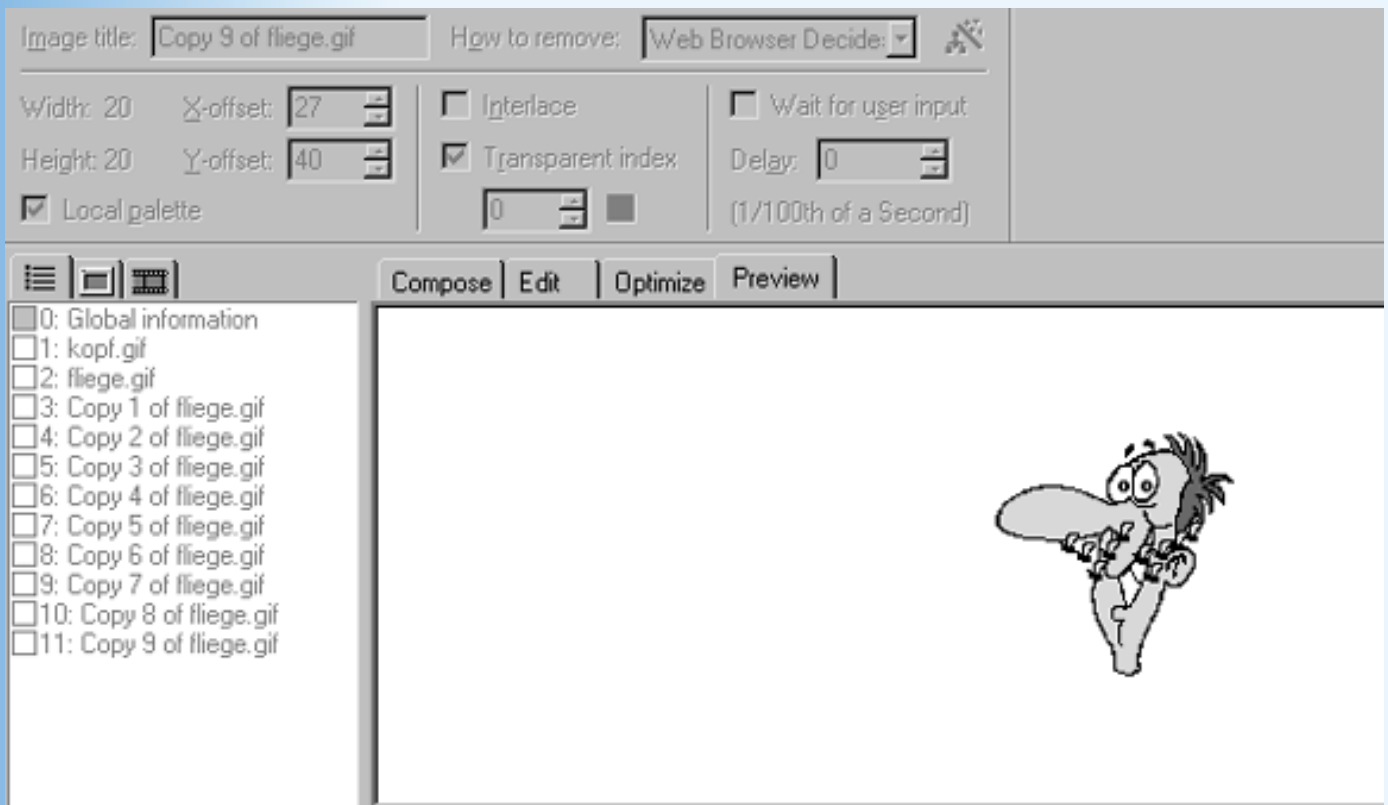 Image title: Copy 9 of fliege.gif How to remove: Web Browser Decide
Width: 20 X-offset: 27 Interlace Wait for user input
Height: 20 Y-offset: 40 Transparent index Delay: 0
Local palette 0 (1/100th of a Second)
Compose Edit Optimize Preview
0: Global information
1: kopf.gif
2: fliege.gif
3: Copy 1 of fliege.gif
4: Copy 2 of fliege.gif
5: Copy 3 of fliege.gif
6: Copy 4 of fliege.gif
7: Copy 5 of fliege.gif
8: Copy 6 of fliege.gif
9: Copy 7 of fliege.gif
10: Copy 8 of fliege.gif
11: Copy 9 of fliege.gif